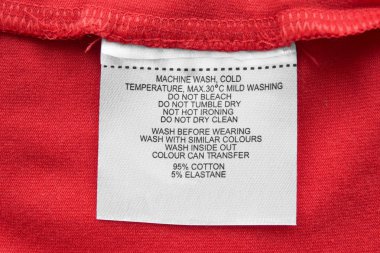 MACHINE WASH, COLD
TEMPERATURE, MAX.30°C MILD WASHING
DO NOT BLEACH
DO NOT TUMBLE DRY
NOT HOT IRONING
DO NOT DRY CLEAN
WASH BEFORE WEARING
WASH WITH SIMILAR COLOURS
WASH INSIDE OUT
COLOUR CAN TRANSFER
95% COTTON
5% ELASTANE